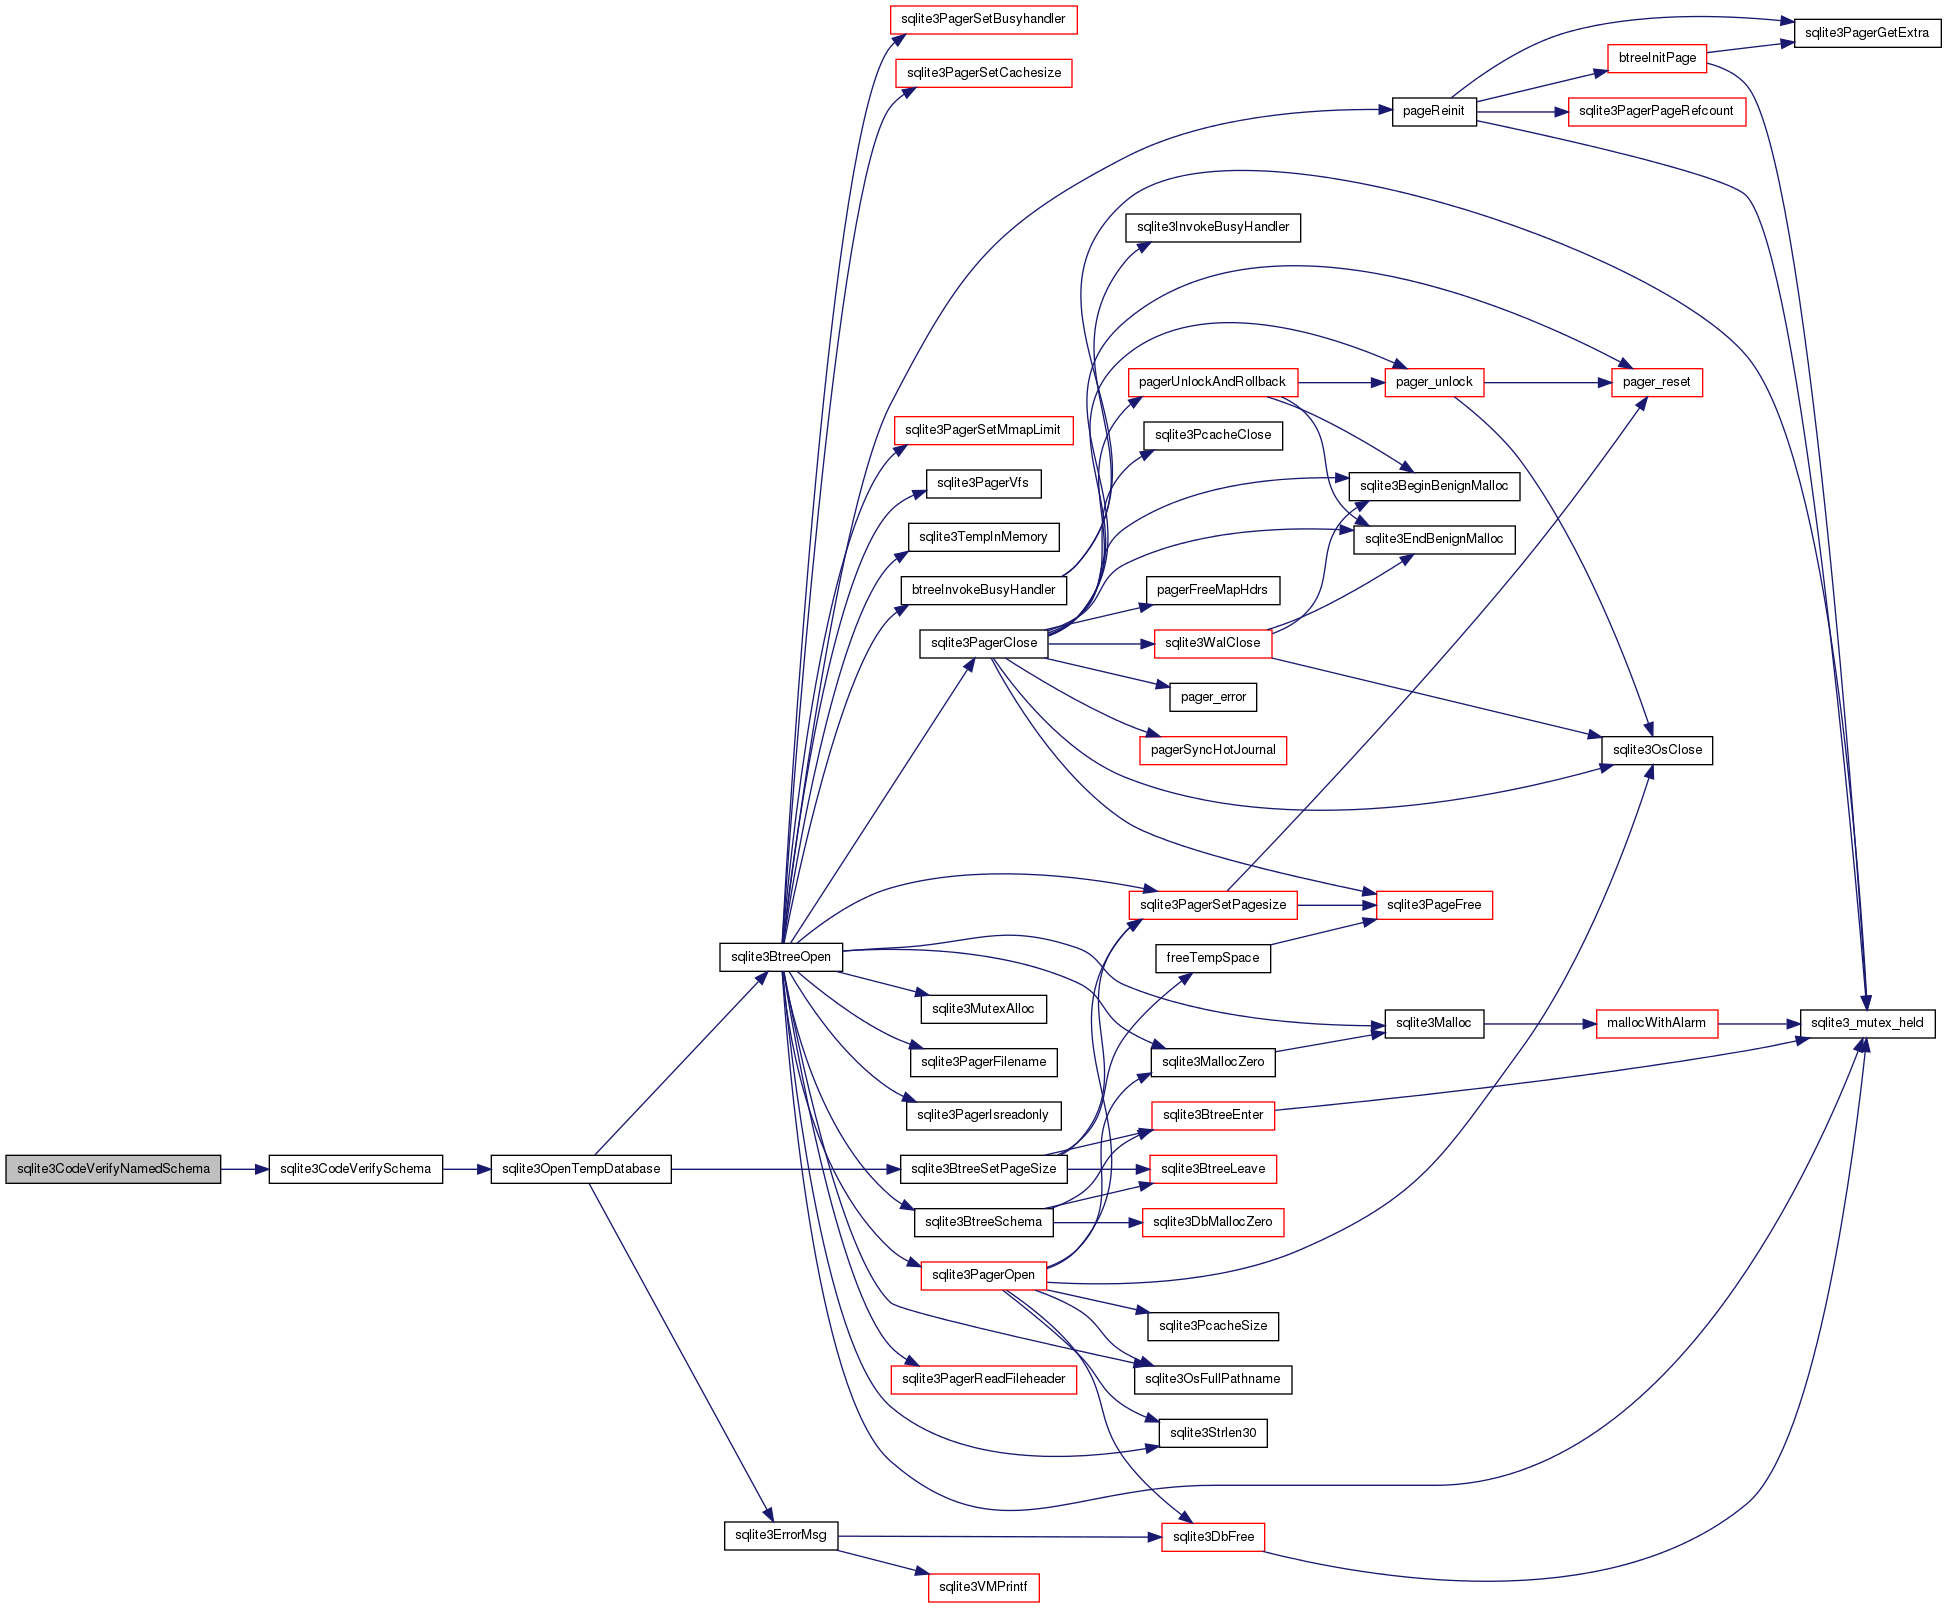 sqlite3PagerSetBusyhandler
sqlite3PagerGetExtra
btreeInitPage
sqlite3PagerSetCachesize
pageReinit
sqlite3PagerPageRefcount
sqlite3InvokeBusyHandler
pagerUnlockAndRollback
pager_unlock
pager_reset
sqlite3PagerSetMmapLimit
sqlite3PcacheClose
sqlite3PagerVfs
sqlite3BeginBenignMalloc
sqlite3TempInMemory
sqlite3EndBenignMalloc
btreeInvokeBusyHandler
pagerFreeMapHdrs
sqlite3PagerClose
sqlite3WalClose
pager_error
pagerSyncHotJournal
sqlite3OsClose
sqlite3PagerSetPagesize
sqlite3PageFree
sqlite3BtreeOpen
freeTempSpace
sqlite3MutexAlloc
sqlite3Malloc
mallocWithAlarm
sqlite3_mutex_held
sqlite3PagerFilename
sqlite3MallocZero
sqlite3PagerIsreadonly
sqlite3BtreeEnter
sqlite3CodeVerifyNamedSchema
sqlite3CodeVerifySchema
sqlite3OpenTempDatabase
sqlite3BtreeSetPageSize
sqlite3BtreeLeave
sqlite3BtreeSchema
sqlite3DbMallocZero
sqlite3PagerOpen
sqlite3PcacheSize
sqlite3PagerReadFileheader
sqlite3OsFullPathname
sqlite3Strlen30
sqlite3ErrorMsg
sqlite3DbFree
sqlite3VMPrintf